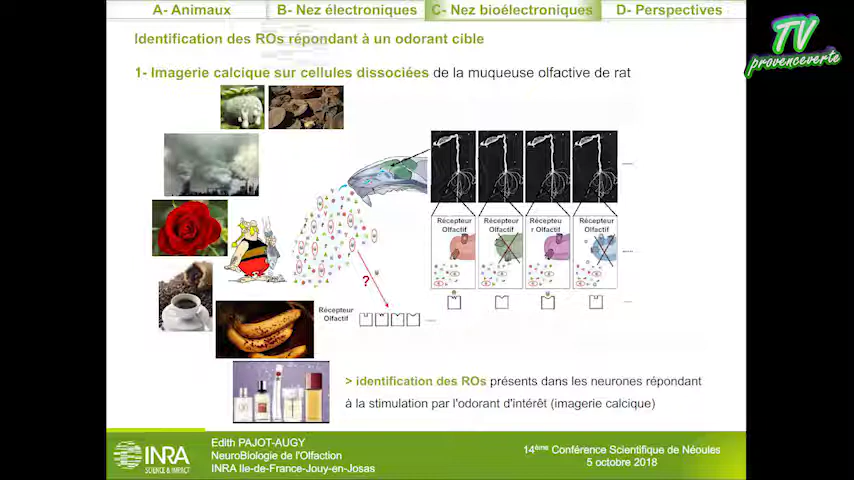 A- Animaux
B- Nez électroniques
C- Nez bioélectroniques
D- Perspectives
TV
provenceverte
Identification des ROs répondant à un odorant cible
1- Imagerie calcique sur cellules dissociées de la muqueuse olfactive de rat
Récepteur
Olfactif
Récepteur
Olfactif
Récepteu
r Olfactif
Récepteur
Olfactif
?
Récepteur
Olfactif
> identification des ROs présents dans les neurones répondant
à la stimulation par l'odorant d'intérêt (imagerie calcique)
INRA
SCIENCE & IMPACT
Edith PAJOT-AUGY
NeuroBiologie de l'Olfaction
INRA Ile-de-France-Jouy-en-Josas
14ème Conférence Scientifique de Néoules
5 octobre 2018